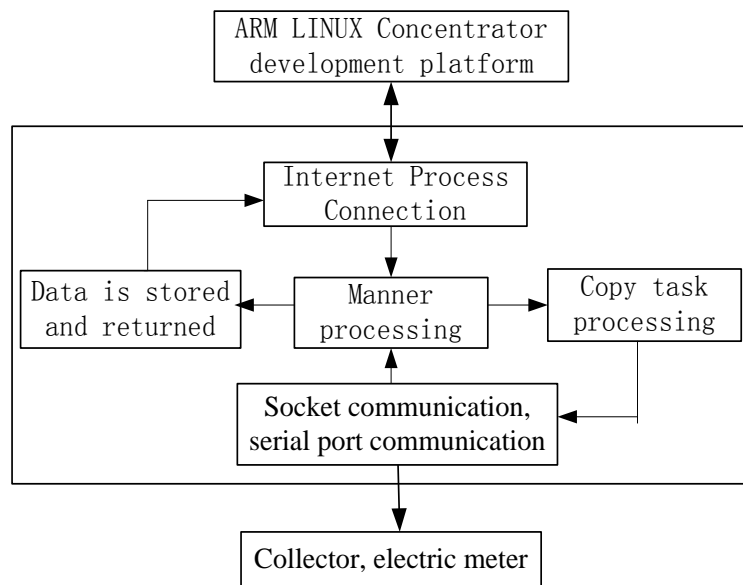 ARM LINUX Concentrator
development platform
Internet Process
Connection
Data is stored
and returned
Manner
processing
Copy task
processing
Socket communication,
serial port communication
Collector, electric meter